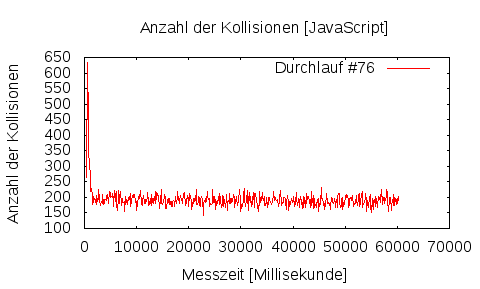 Anzahl der Kollisionen [JavaScript]
Durchlauf #76
Anzahl der Kollisionen
650
600
550
500
450
400
350
300
250
200
150
100
0 10000 20000 30000 40000 50000 60000 70000
Messzeit [Millisekunde]